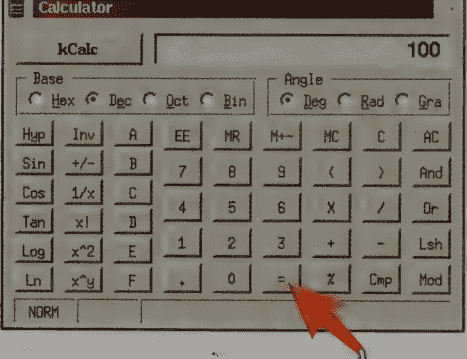 Calculator
kCalc 100
Base Angle
Hex Dec Oct Bin Deg Rad Gra
Hyp Inv A EE MR M+- MC C AC
Sin +/- B 7 8 9 ( ) And
Cos 1/x C 4 5 6 X / Or
Tan x! D 1 2 3 + - Lsh
Log x^2 E . 0 = % Cmp Mod
Ln x^y F
NORM